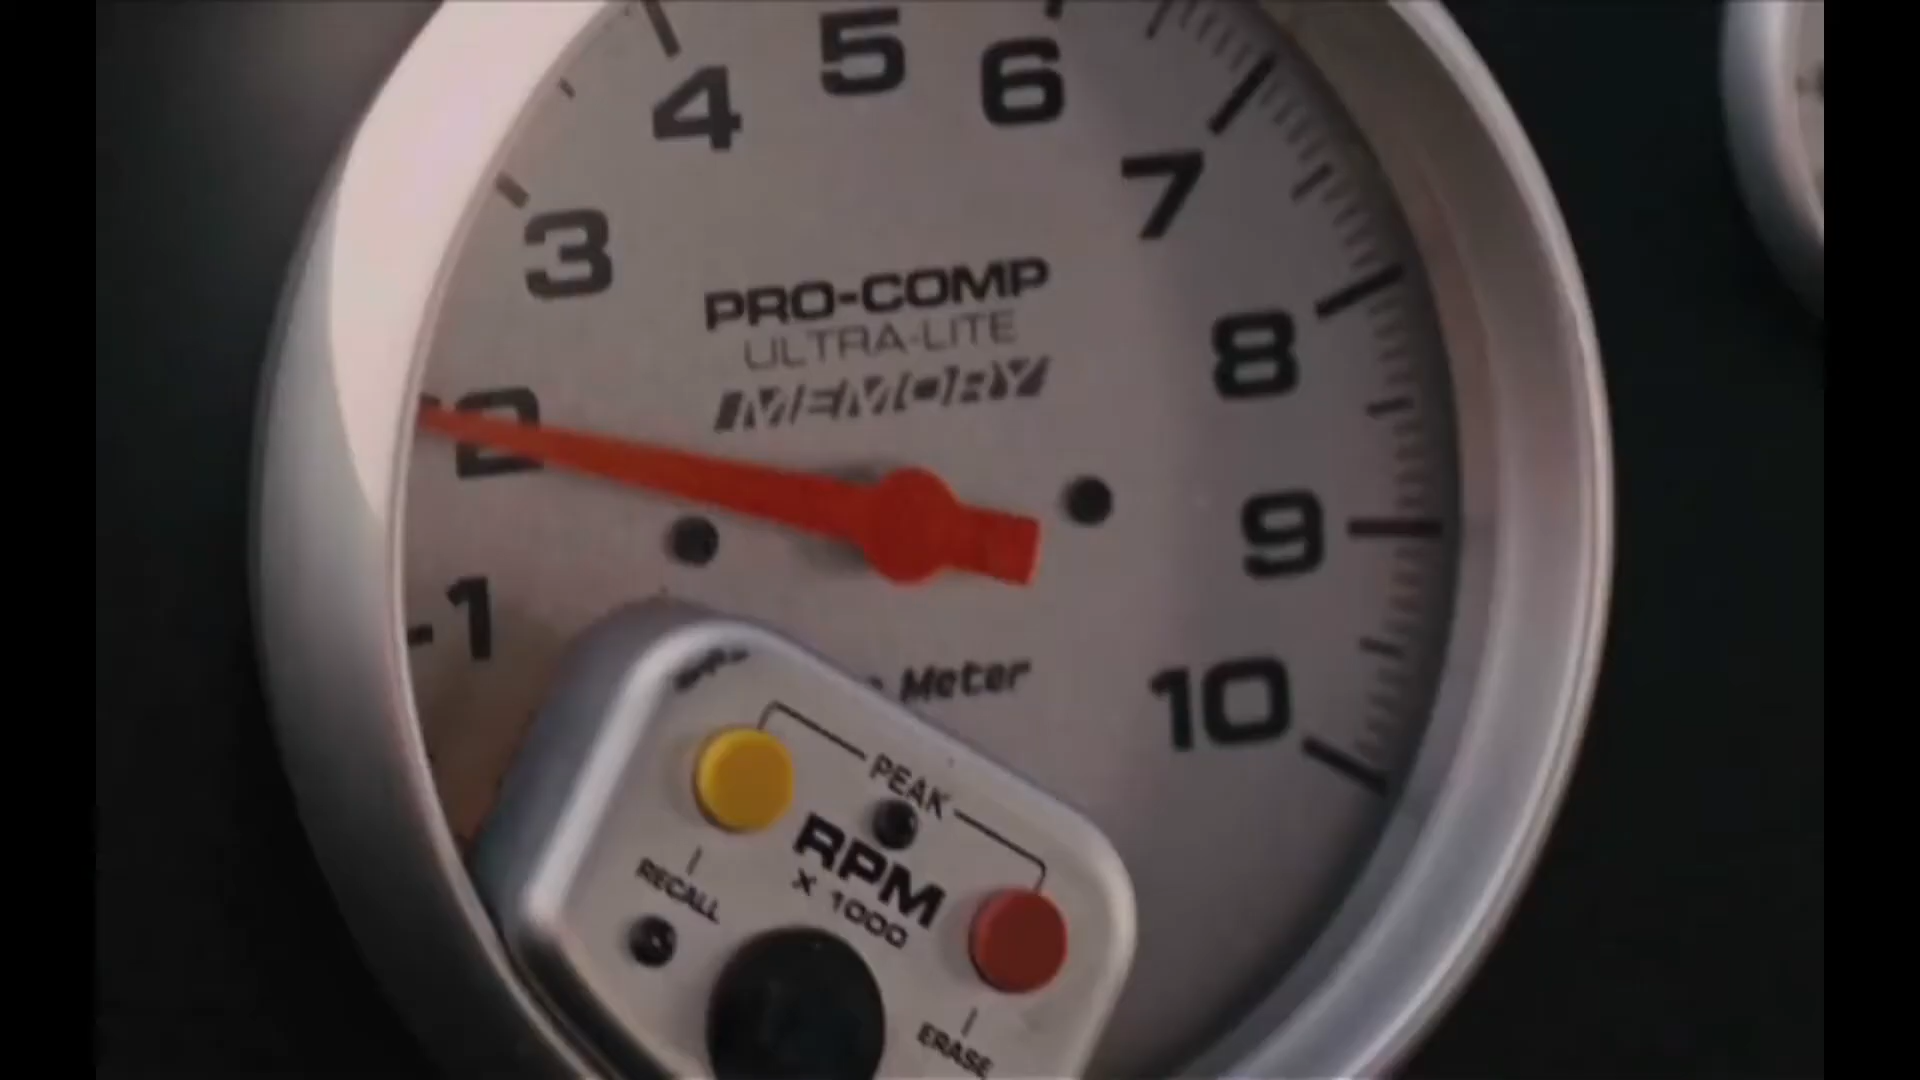 5
4
6
7
3
PRO-COMP
ULTRA-LITE
8
MEMORY
2
9
1
Meter
10
PEAK
RPM
X 1000
RECALL
ERASE